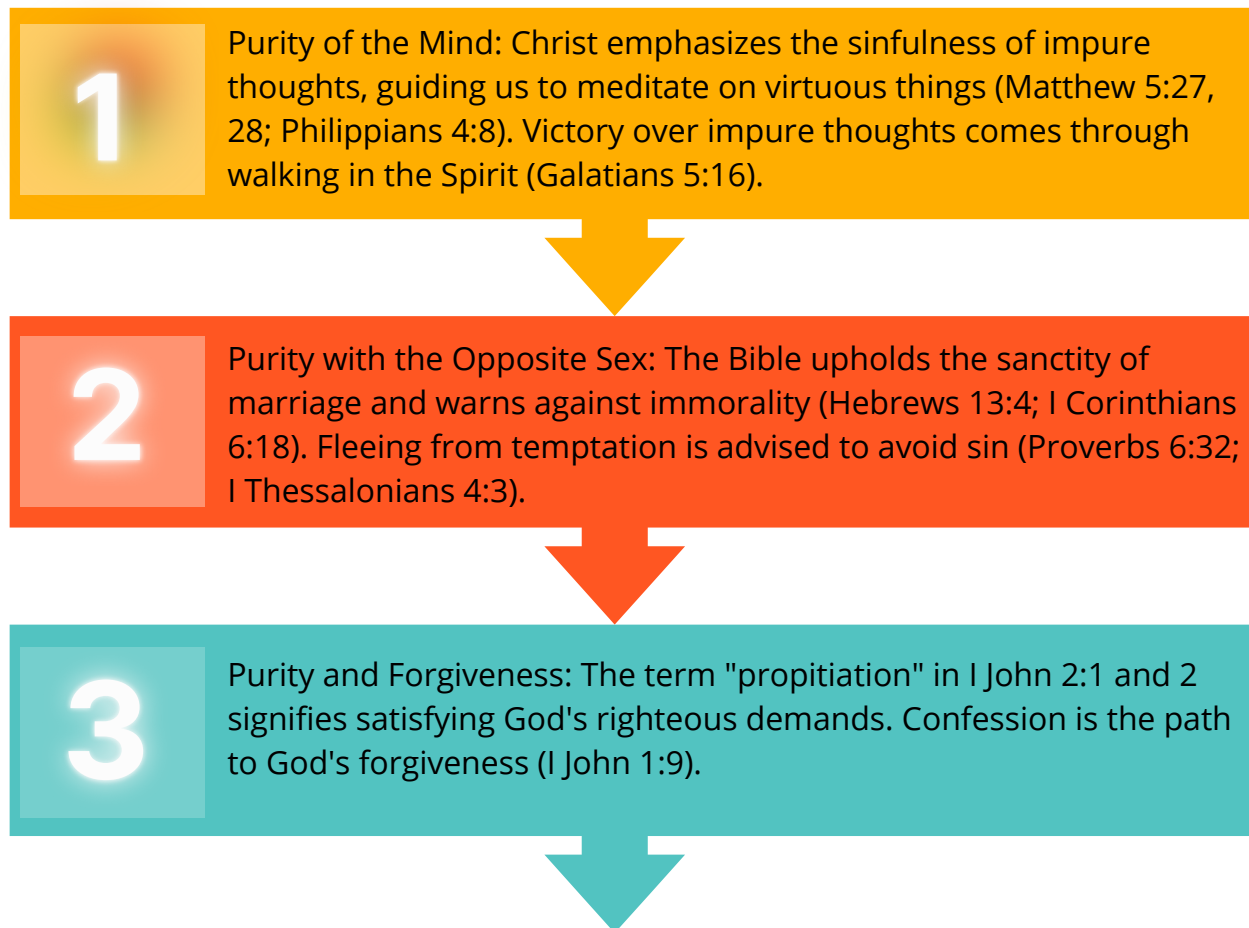 1
Purity of the Mind: Christ emphasizes the sinfulness of impure
thoughts, guiding us to meditate on virtuous things (Matthew 5:27,
28; Philippians 4:8). Victory over impure thoughts comes through
walking in the Spirit (Galatians 5:16).
2
Purity with the Opposite Sex: The Bible upholds the sanctity of
marriage and warns against immorality (Hebrews 13:4; I Corinthians
6:18). Fleeing from temptation is advised to avoid sin (Proverbs 6:32;
I Thessalonians 4:3).
3
Purity and Forgiveness: The term "propitiation" in I John 2:1 and 2
signifies satisfying God's righteous demands. Confession is the path
to God's forgiveness (I John 1:9).